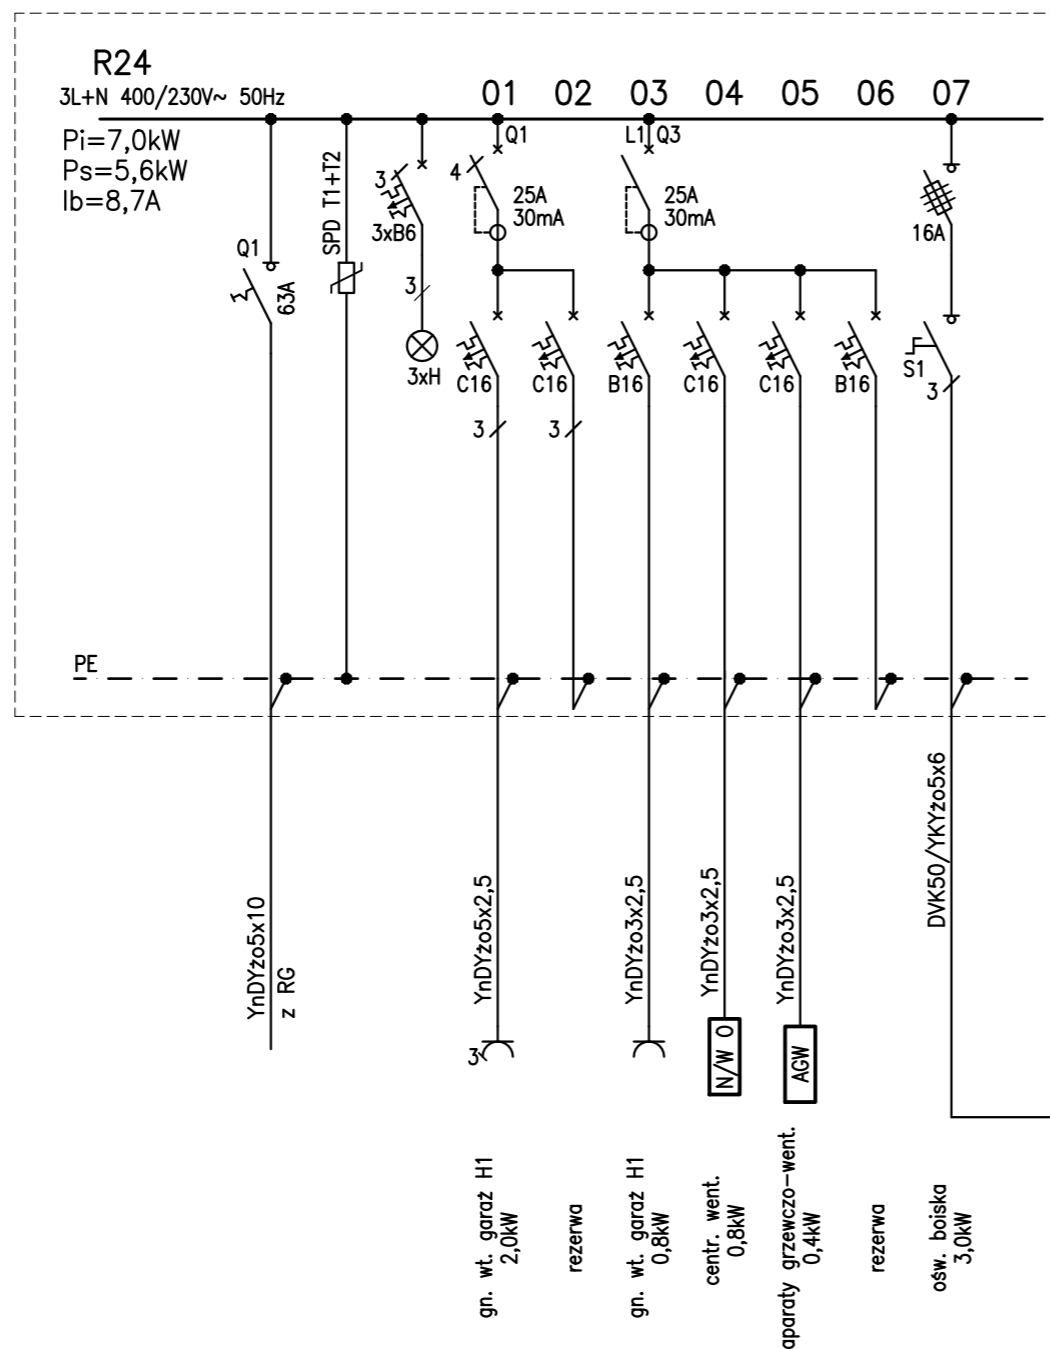 R24
3L+N 400/230V~ 50Hz
Pi=7,0kW
Ps=5,6kW
Ib=8,7A
01 02 03 04 05 06 07
Q1
63A
SPD T1+T2
3
3xB6
3
3xH
Q1
4
25A
30mA
L1 Q3
25A
30mA
16A
C16
C16
B16
C16
C16
B16
S1
3
3
3
PE
YnDYżo5x10
z RG
YnDYżo5x2,5
YnDYżo3x2,5
YnDYżo3x2,5
YnDYżo3x2,5
DVK50/YKYżo5x6
3
N/W 0
AGW
gn. wt. garaż H1
2,0kW
rezerwa
gn. wt. garaż H1
0,8kW
centr. went.
0,8kW
aparaty grzewczo-went.
0,4kW
rezerwa
ośw. boiska
3,0kW